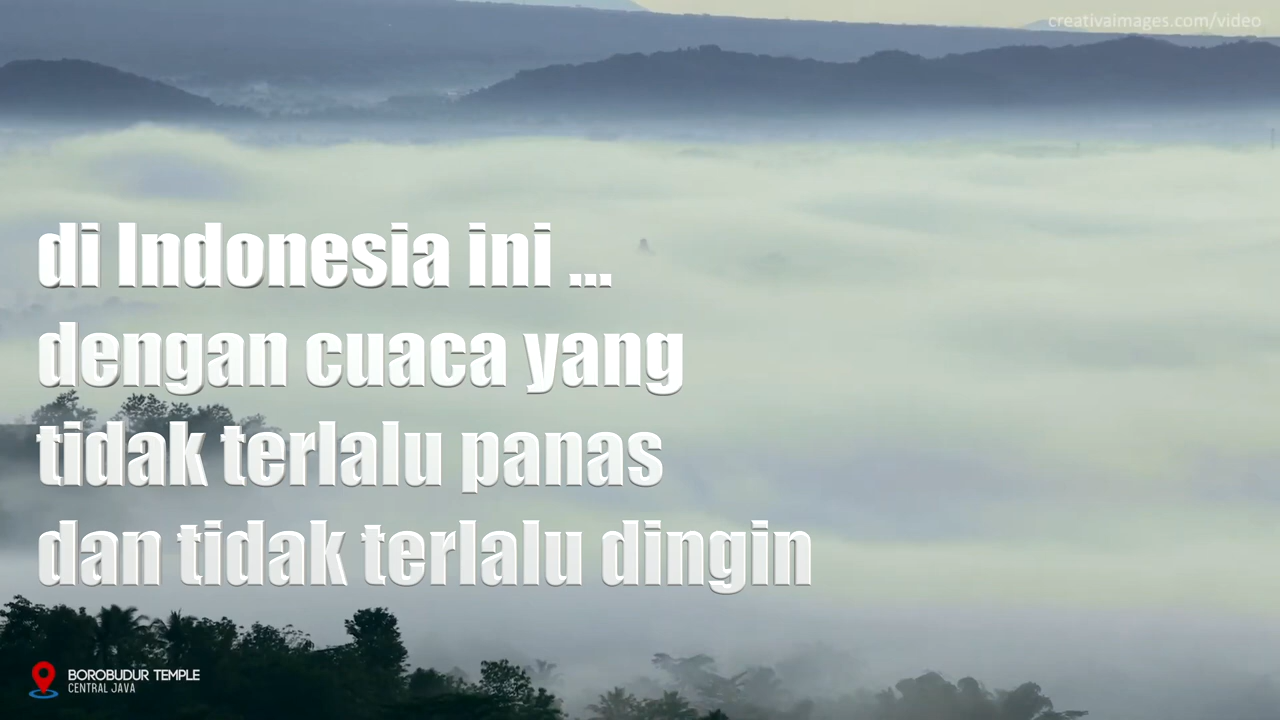 creativaimages.com/video
di Indonesia ini ...
dengan cuaca yang
tidak terlalu panas
dan tidak terlalu dingin
BOROBUDUR TEMPLE
CENTRAL JAVA